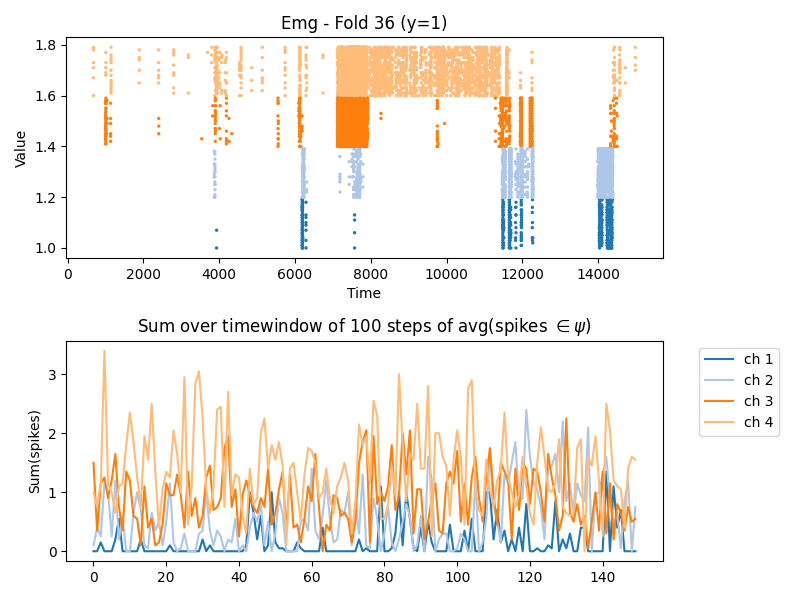 Emg - Fold 36 (y=1)
Value
1.8
1.6
1.4
1.2
1.0
0 2000 4000 6000 8000 10000 12000 14000
Time
Sum over timewindow of 100 steps of avg(spikes ∈ ψ)
Sum(spikes)
3
2
1
0
0 20 40 60 80 100 120 140
ch 1
ch 2
ch 3
ch 4